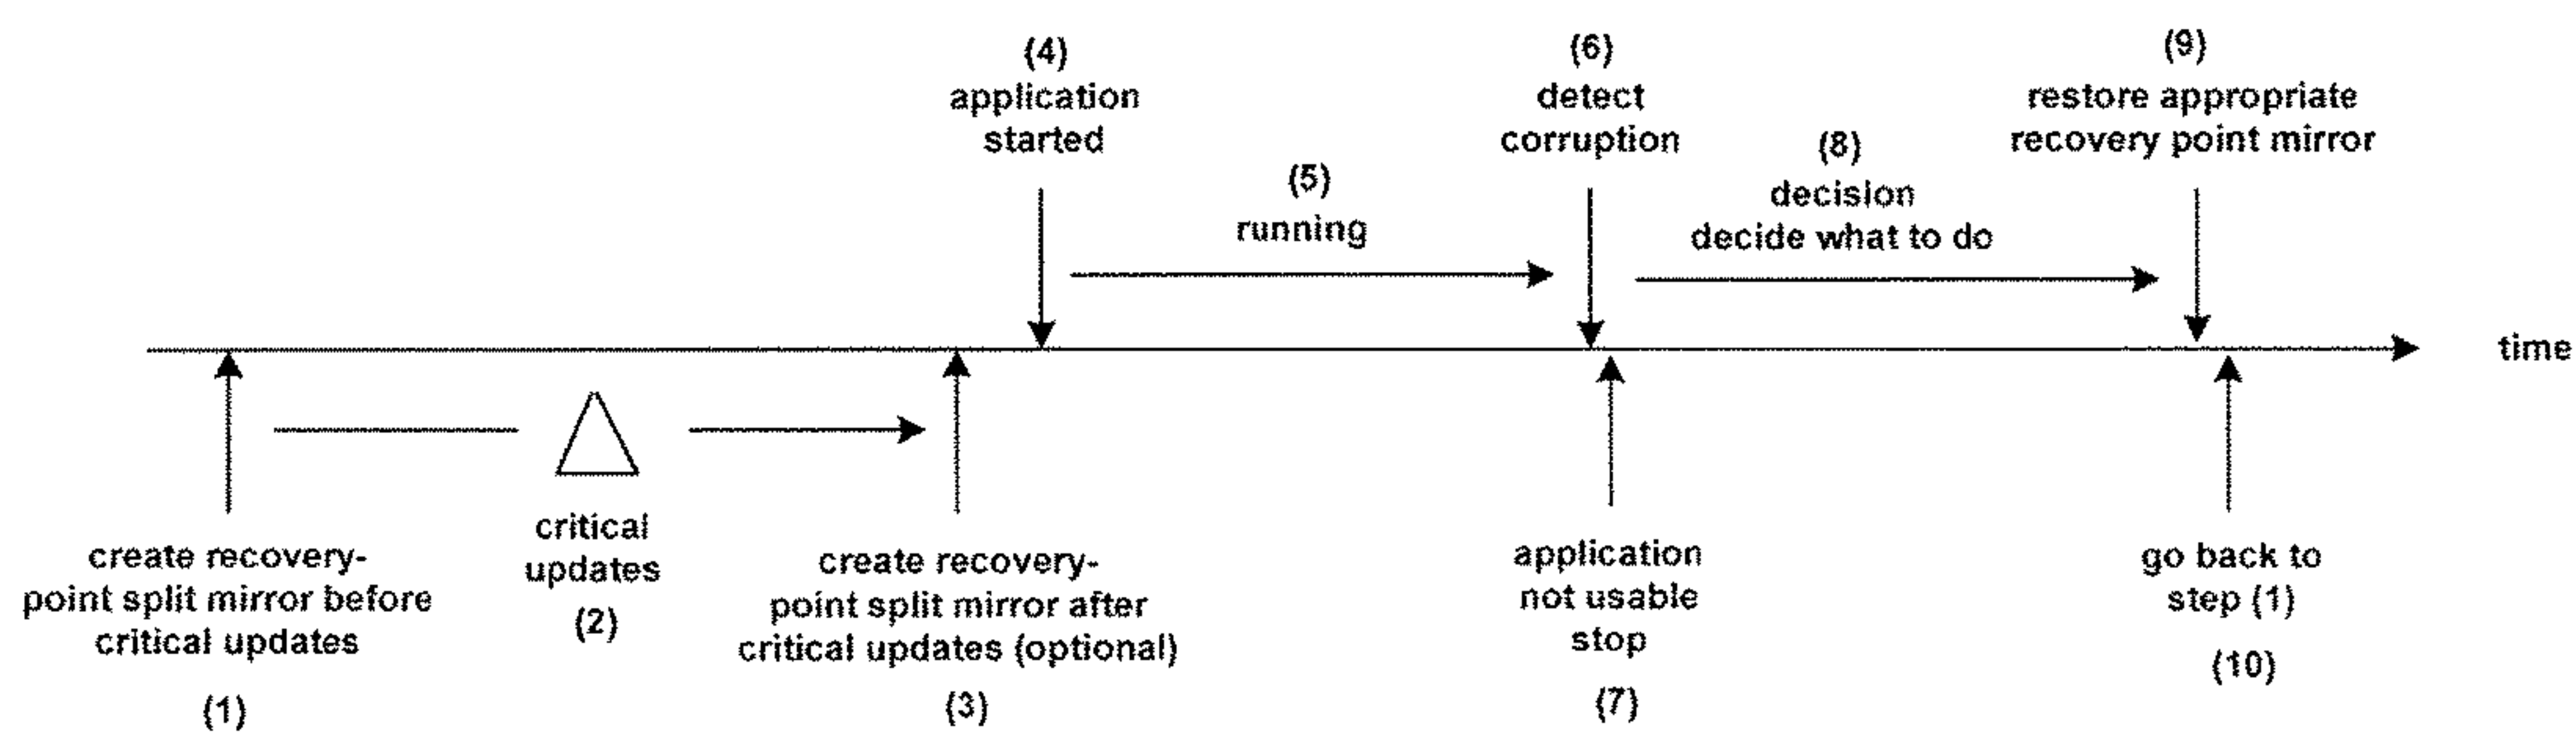 (4)
application
started
(5)
running
(6)
detect
corruption
(8)
decision
decide what to do
(9)
restore appropriate
recovery point mirror
time
create recovery-
point split mirror before
critical updates
(1)
critical
updates
(2)
create recovery-
point split mirror after
critical updates (optional)
(3)
application
not usable
stop
(7)
go back to
step (1)
(10)